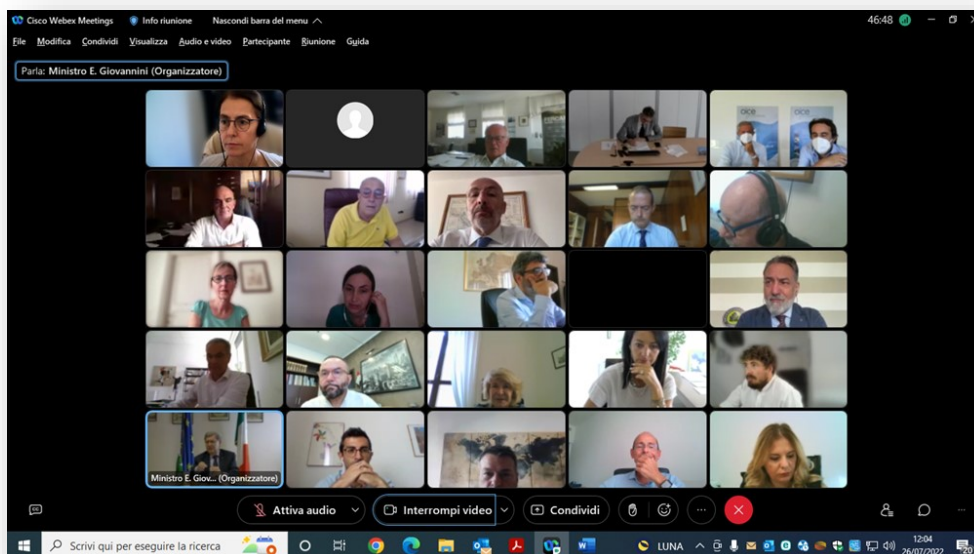 Cisco Webex Meetings Info riunione Nascondi barra del menu 46:48
File Modifica Condividi Visualizza Audio e video Partecipante Riunione Guida
Parla: Ministro E. Giovannini (Organizzatore)
oice oice
Ministro E. Giov... (Organizzatore)
Attiva audio Interrompi video Condividi
Scrivi qui per eseguire la ricerca LUNA 12:04
26/07/2022